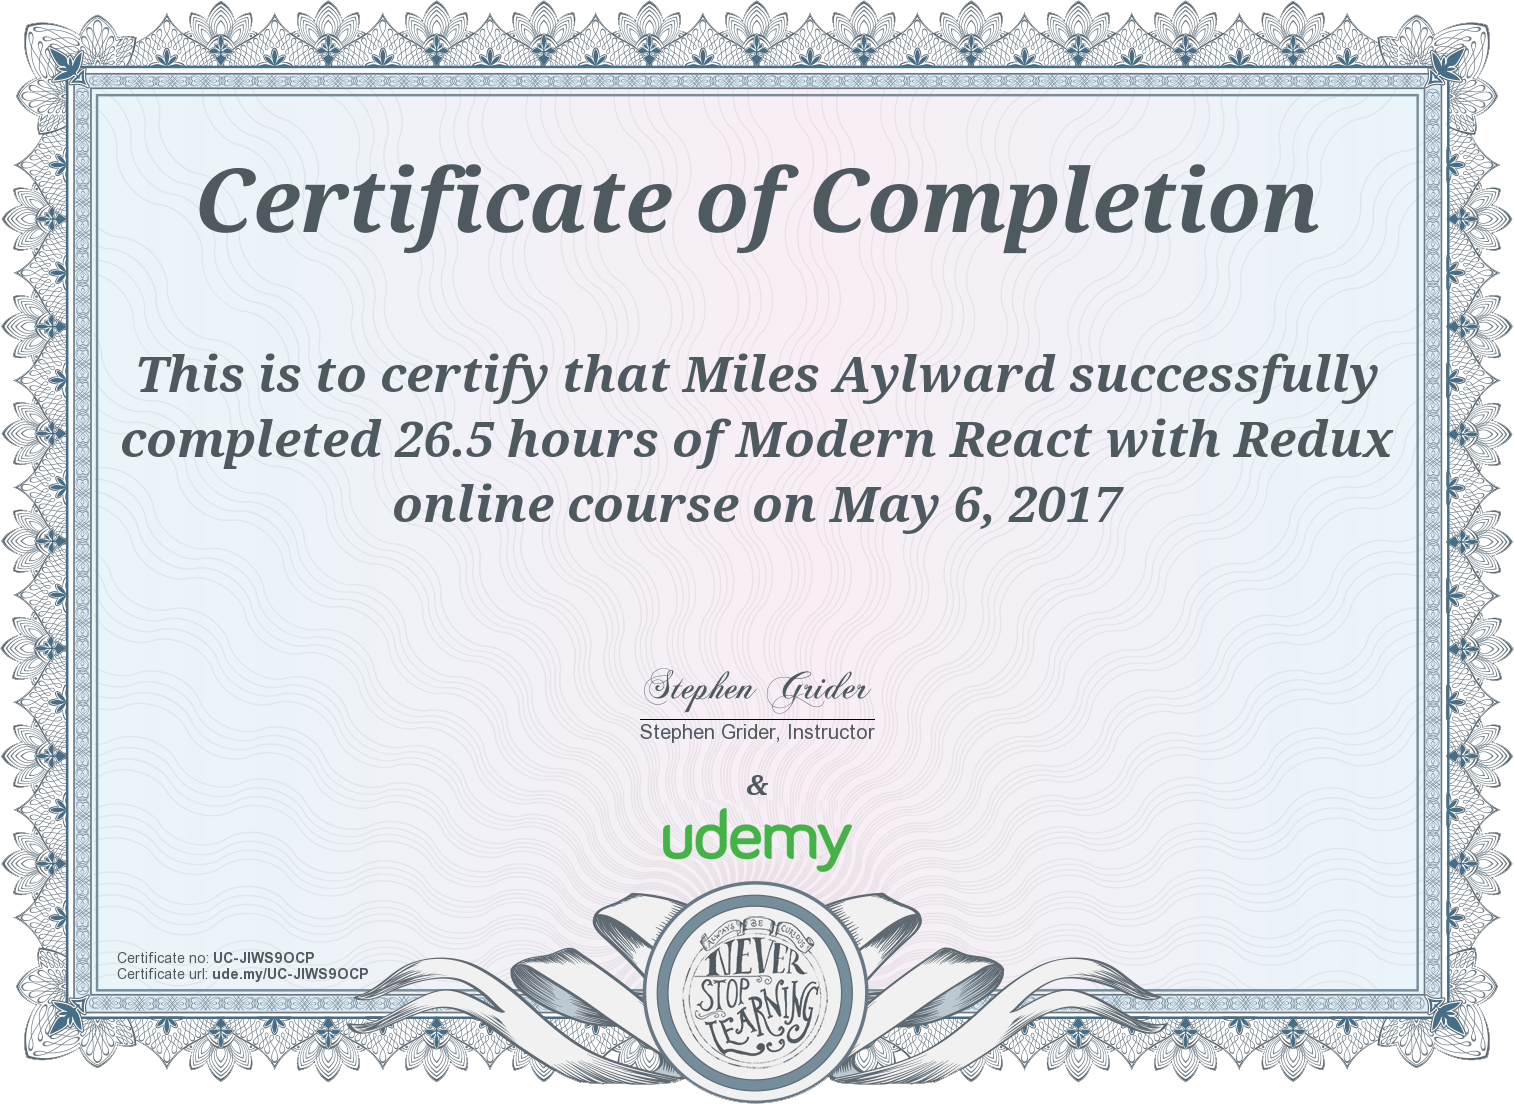 Certificate of Completion
This is to certify that Miles Aylward successfully
completed 26.5 hours of Modern React with Redux
online course on May 6, 2017
Stephen Grider
Stephen Grider, Instructor
&
udemy
ALWAYS BE CURIOUS
NEVER
STOP
LEARNING
Certificate no: UC-JIWS9OCP
Certificate url: ude.my/UC-JIWS9OCP